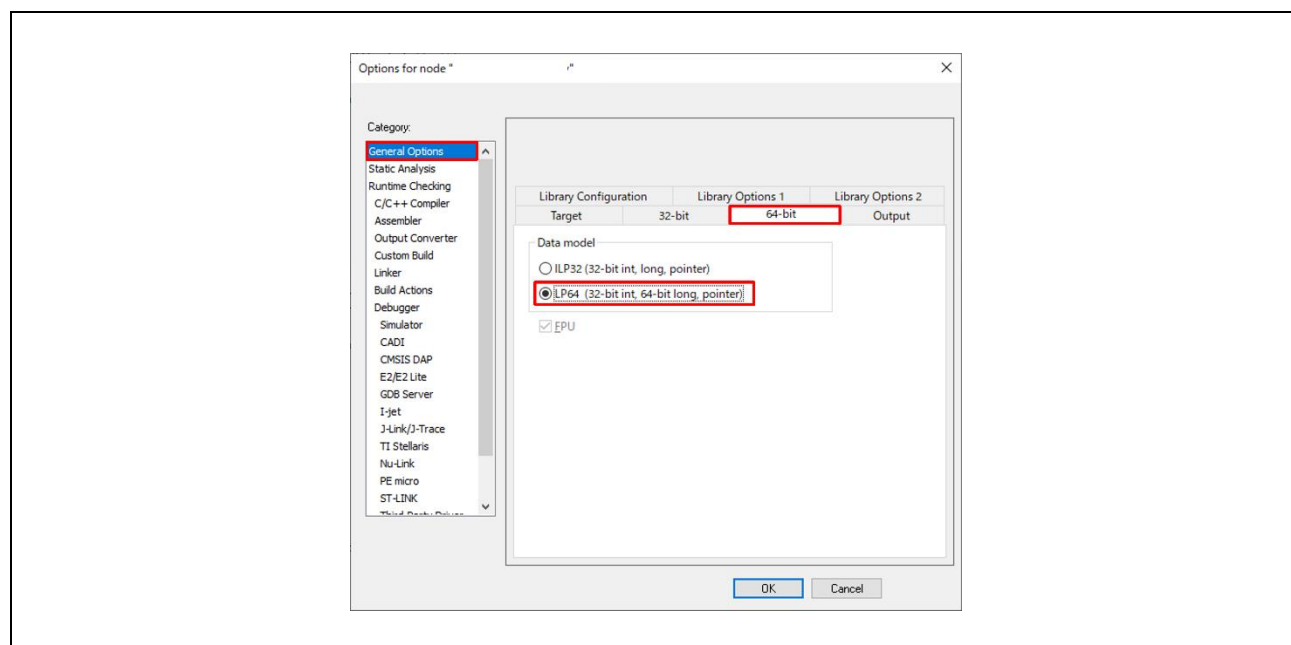 Options for node "          "
Category:
General Options
Static Analysis
Runtime Checking
C/C++ Compiler
Assembler
Output Converter
Custom Build
Linker
Build Actions
Debugger
Simulator
CADI
CMSIS DAP
E2/E2 Lite
GDB Server
I-jet
J-Link/J-Trace
TI Stellaris
Nu-Link
PE micro
ST-LINK
Third-Party Driver
Library Configuration Library Options 1 Library Options 2
Target 32-bit 64-bit Output
Data model
ILP32 (32-bit int, long, pointer)
LP64 (32-bit int, 64-bit long, pointer)
FPU
OK Cancel